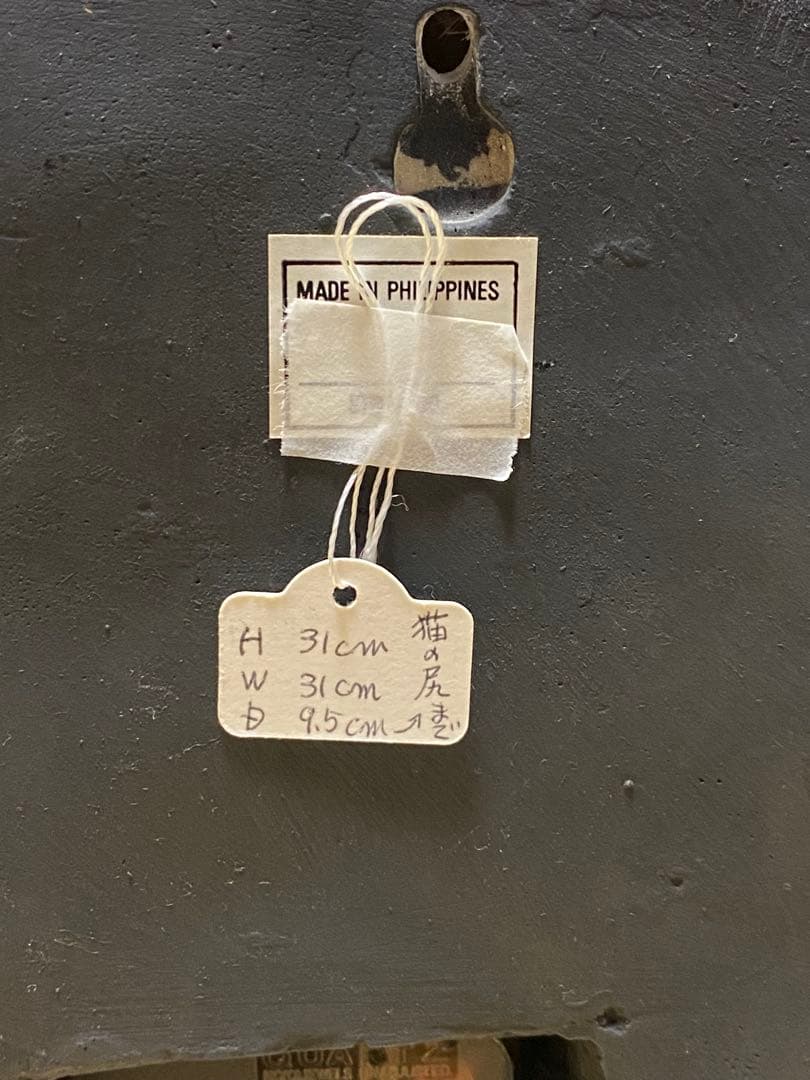 MADE IN PHILIPPINES
H 31cm
W 31cm
D 9.5cm→
猫の尻まで